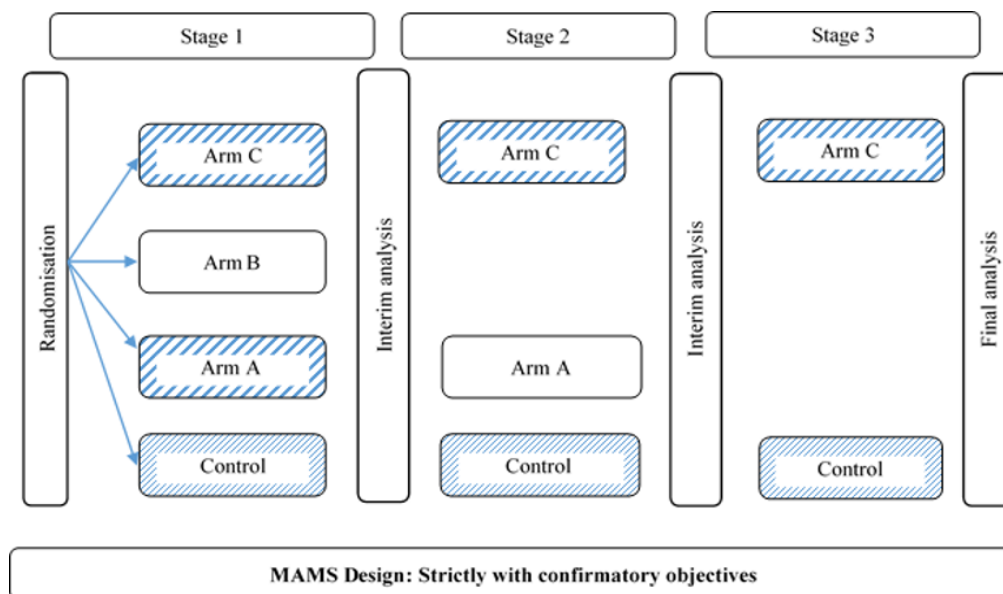 Stage 1
Stage 2
Stage 3
Randomisation
Arm C
Arm B
Arm A
Control
Interim analysis
Arm C
Arm A
Control
Interim analysis
Arm C
Control
Final analysis
MAMS Design: Strictly with confirmatory objectives